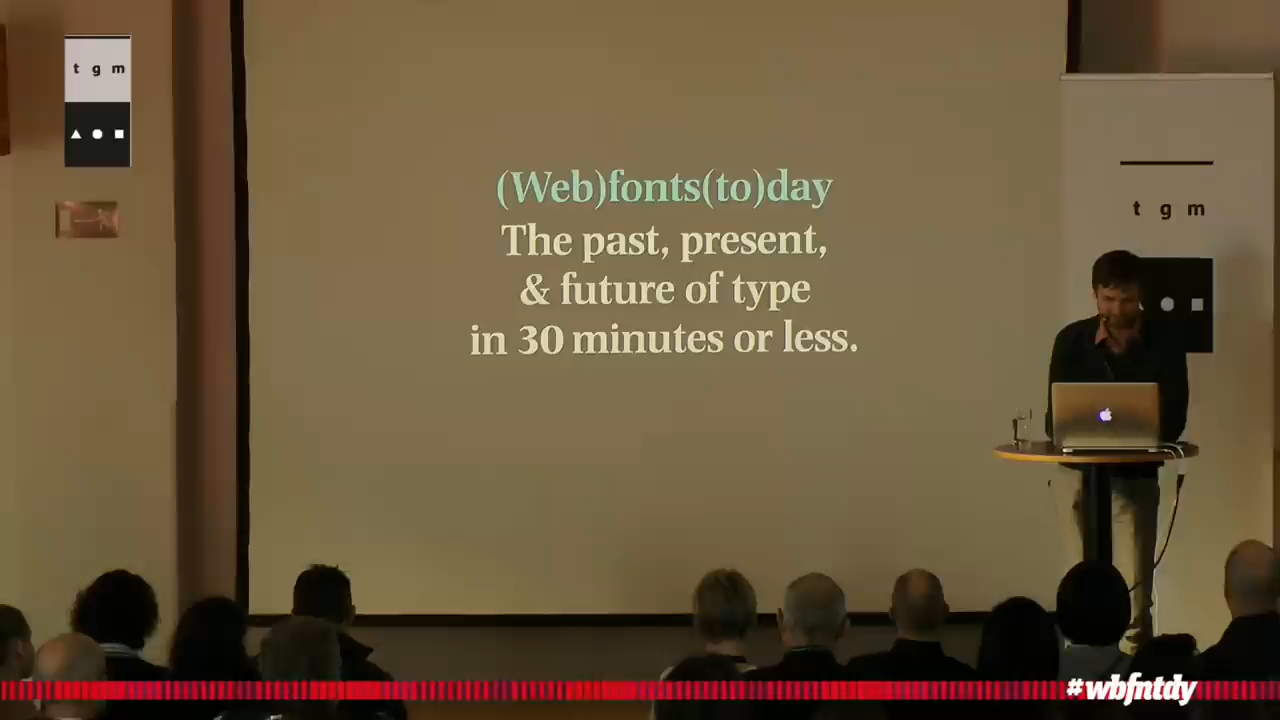 t g m
(Web)fonts(to)day
The past, present,
& future of type
in 30 minutes or less.
t g m
#wbfntdy